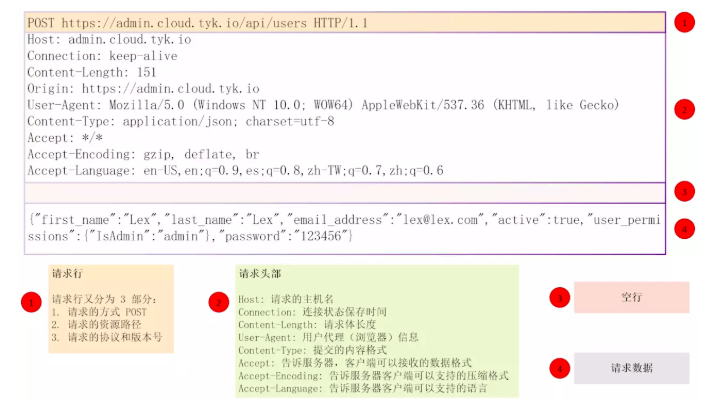 POST https://admin.cloud.tyk.io/api/users HTTP/1.1
1
Host: admin.cloud.tyk.io
Connection: keep-alive
Content-Length: 151
Origin: https://admin.cloud.tyk.io
User-Agent: Mozilla/5.0 (Windows NT 10.0; WOW64) AppleWebKit/537.36 (KHTML, like Gecko)
2
Content-Type: application/json; charset=utf-8
Accept: */*
Accept-Encoding: gzip, deflate, br
Accept-Language: en-US,en;q=0.9,es;q=0.8,zh-TW;q=0.7,zh;q=0.6
3
{"first_name":"Lex","last_name":"Lex","email_address":"lex@lex.com","active":true,"user_permi
ssions":{"IsAdmin":"admin"},"password":"123456"}
4
1
请求行
请求行又分为 3 部分:
1. 请求的方式 POST
2. 请求的资源路径
3. 请求的协议和版本号
2
请求头部
Host: 请求的主机名
Connection: 连接状态保存时间
Content-Length: 请求体长度
User-Agent: 用户代理（浏览器）信息
Content-Type: 提交的内容格式
Accept: 告诉服务器，客户端可以接收的数据格式
Accept-Encoding: 告诉服务器客户端可以支持的压缩格式
Accept-Language: 告诉服务器客户端可以支持的语言
3
空行
4
请求数据